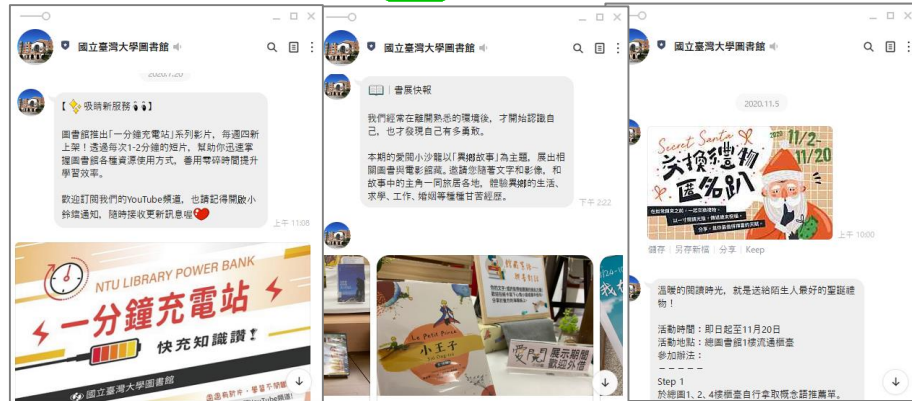 國立臺灣大學圖書館
2020.7.20
【✨吸睛新服務👀】
圖書館推出「一分鐘充電站」系列影片，每週四新
上架！透過每次1-2分鐘的短片，幫助你迅速掌
握圖書館各種資源使用方式，善用零碎時間提升
學習效率。
歡迎訂閱我們的YouTube頻道，也請記得開啟小
鈴鐺通知，隨時接收更新訊息喔❤️
上午 11:08
NTU LIBRARY POWER BANK
一分鐘充電站
快充知識讚！
國立臺灣大學圖書館
國立臺灣大學圖書館
📖｜書展快報
我們經常在離開熟悉的環境後，才開始認識自
己，也才發現自己有多勇敢。
本期的愛閱小沙龍以「異鄉故事」為主題，展出相
關圖書與電影館藏。邀請您隨著文字和影像，和
故事中的主角一同旅居各地，體驗異鄉的生活、
求學、工作、婚姻等種種甘苦經歷。
下午 2:22
Le Petit Prince
小王子
愛閱
展示期間
歡迎外借
國立臺灣大學圖書館
2020.11.5
Secret Santa
交換禮物
匿名趴
2020
11/2-
11/20
上午 10:00
儲存｜另存新檔｜分享｜Keep
溫暖的閱讀時光，就是送給陌生人最好的聖誕禮
物！
活動時間：即日起至11月20日
活動地點：總圖書館1樓流通櫃臺
參加辦法：
－－－－－
Step 1
於總圖1、2、4樓櫃臺自行拿取概念語推薦單。